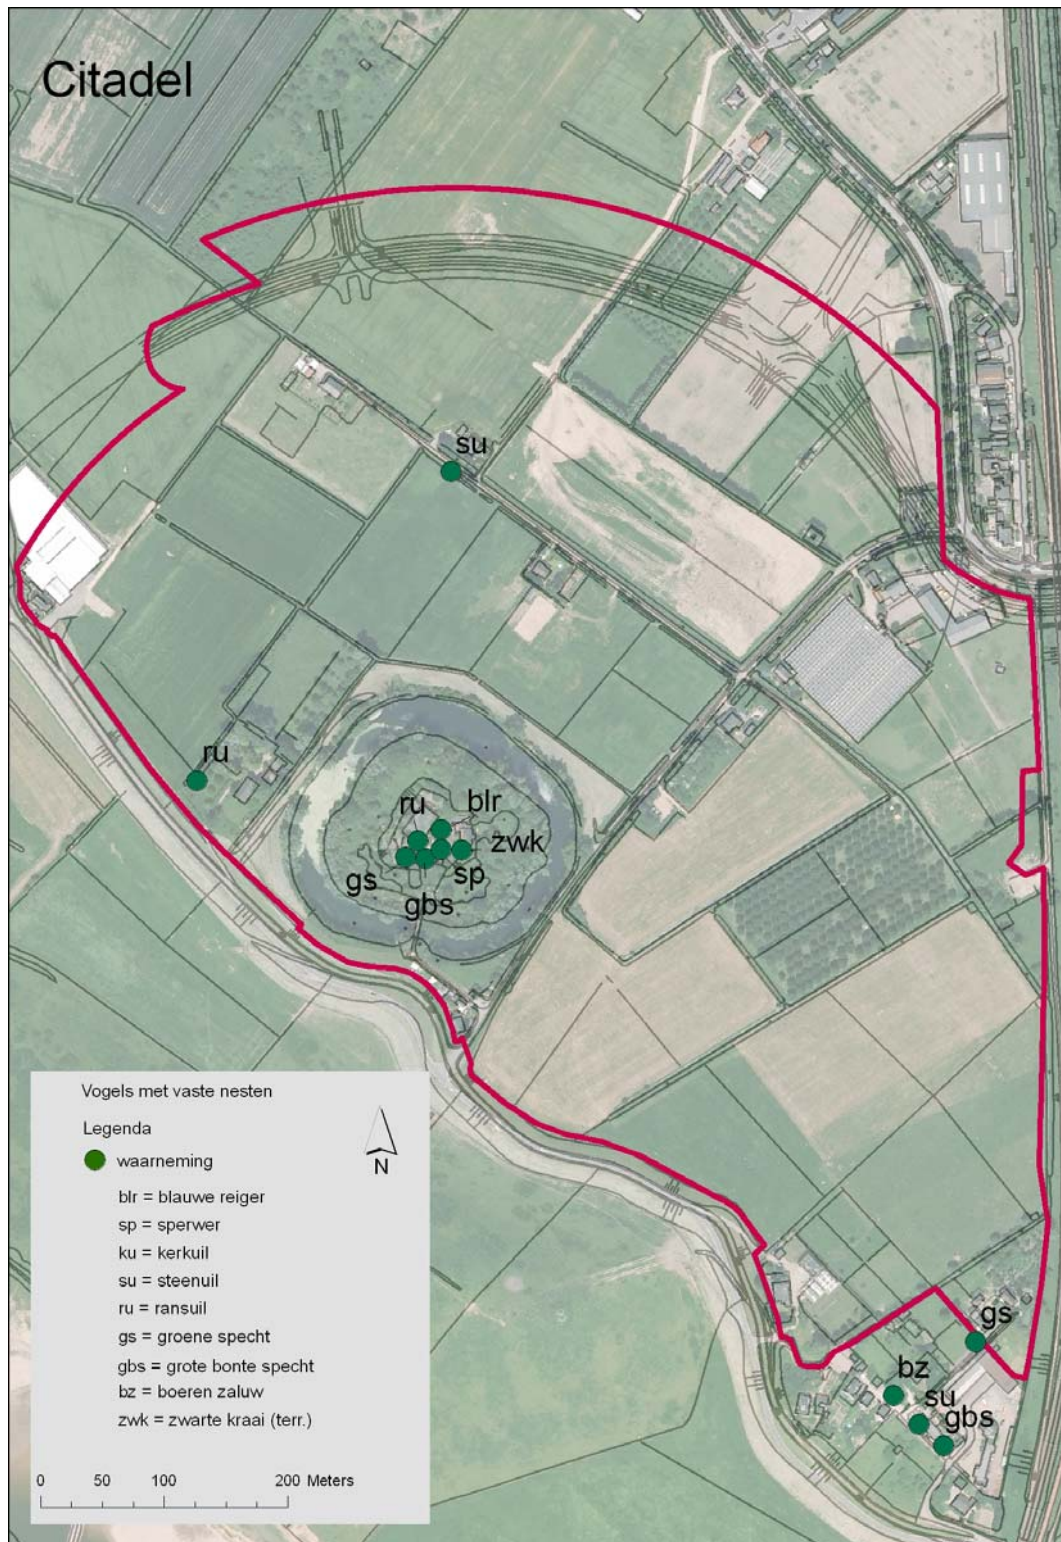 Citadel
su
ru
ru
blr
zwk
gs
sp
gbs
gs
bz
su
gbs
Vogels met vaste nesten
Legenda
waarneming
N
blr = blauwe reiger
sp = sperwer
ku = kerkuil
su = steenuil
ru = ransuil
gs = groene specht
gbs = grote bonte specht
bz = boeren zaluw
zwk = zwarte kraai (terr.)
0 50 100 200 Meters